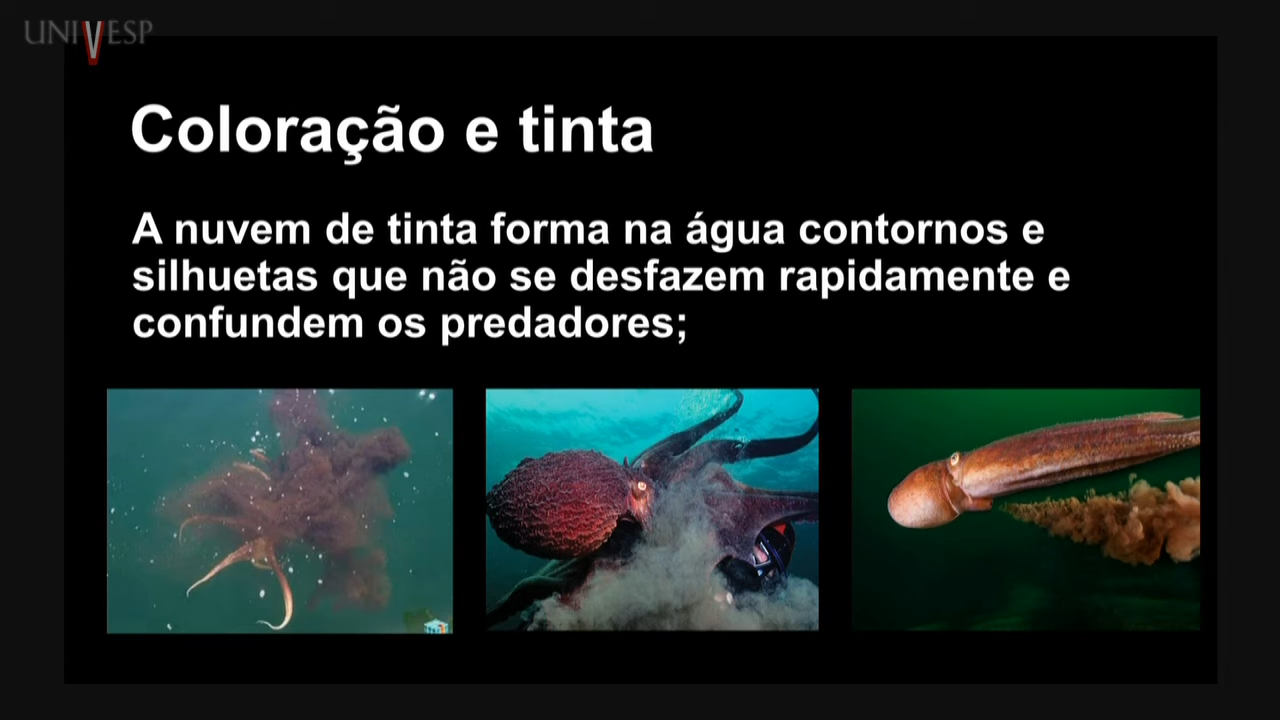 UNIVESP
Coloração e tinta
A nuvem de tinta forma na água contornos e
silhuetas que não se desfazem rapidamente e
confundem os predadores;